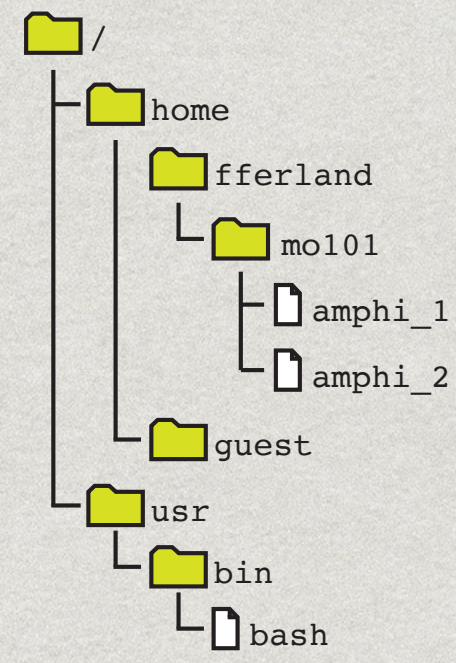 /
home
fferland
mo101
amphi_1
amphi_2
guest
usr
bin
bash